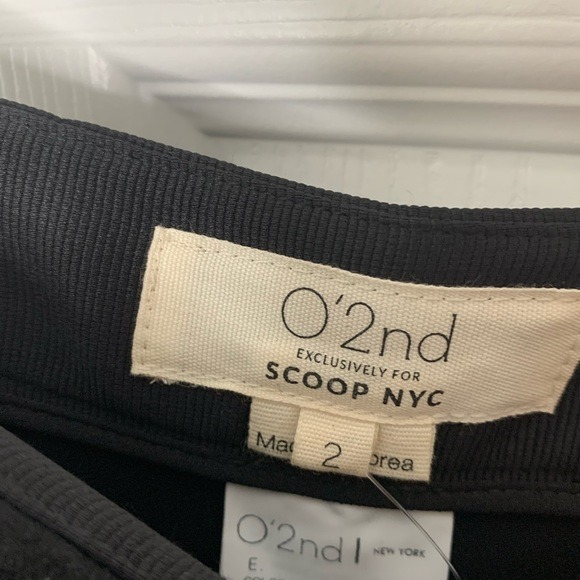 O'2nd
EXCLUSIVELY FOR
SCOOP NYC
2
O'2nd | NEW YORK
E.